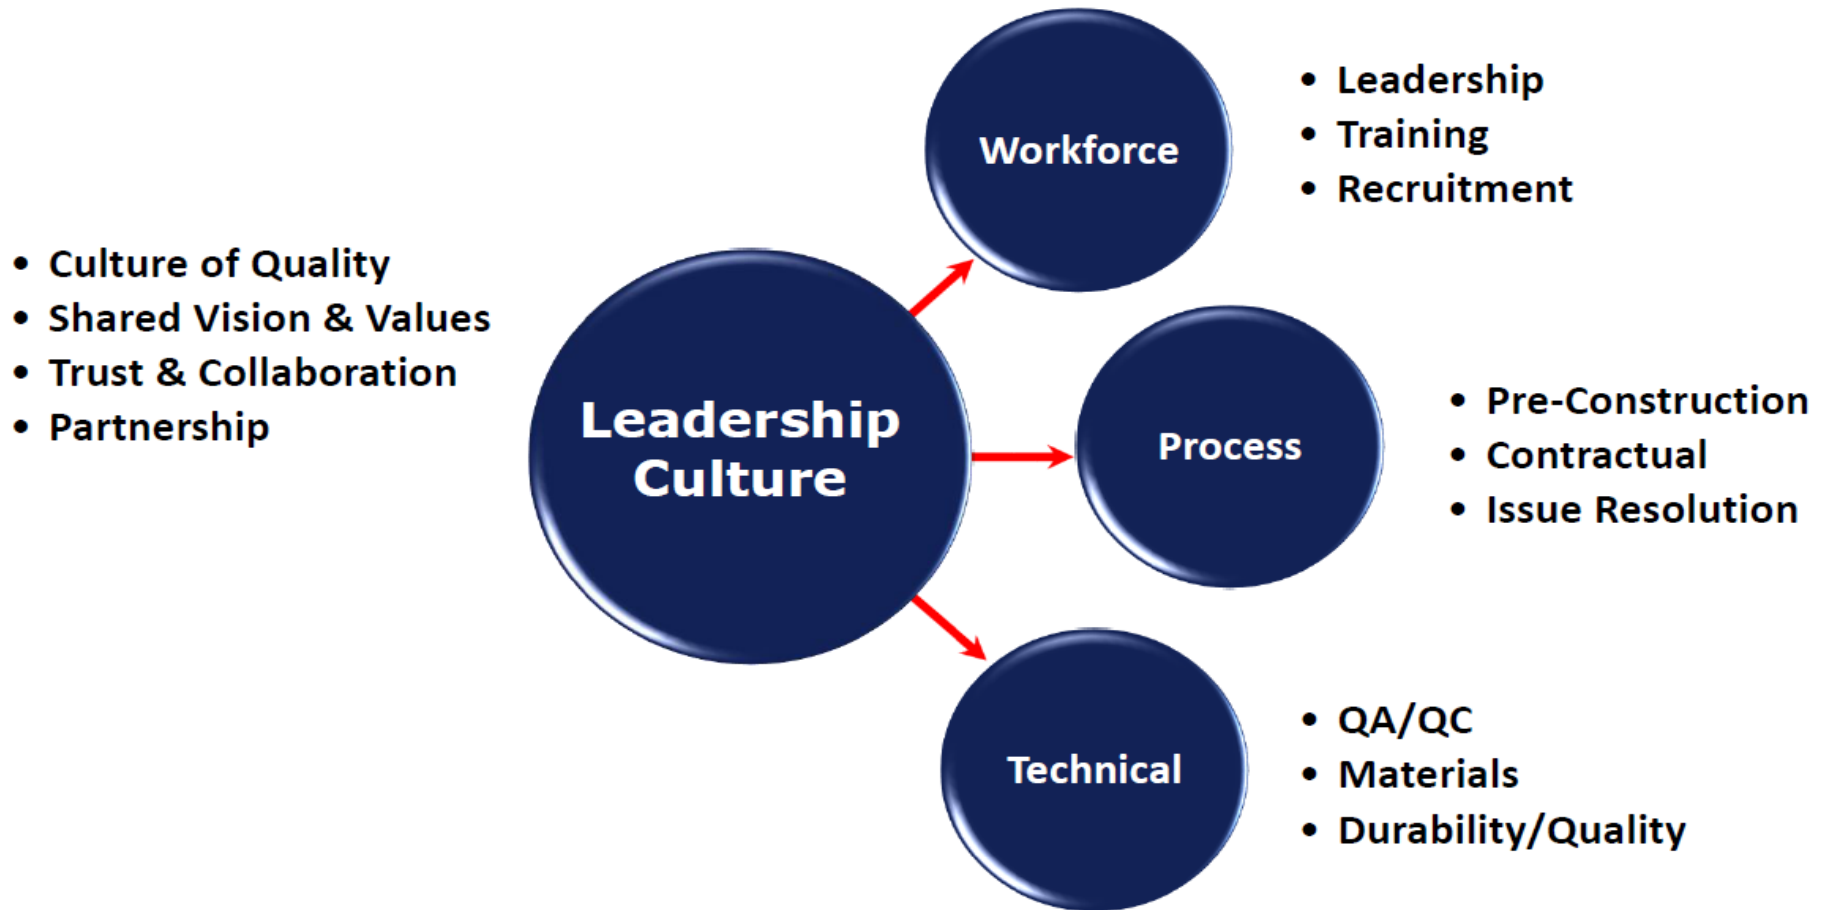 • Culture of Quality
• Shared Vision & Values
• Trust & Collaboration
• Partnership
Leadership
Culture
Workforce
• Leadership
• Training
• Recruitment
Process
• Pre-Construction
• Contractual
• Issue Resolution
Technical
• QA/QC
• Materials
• Durability/Quality